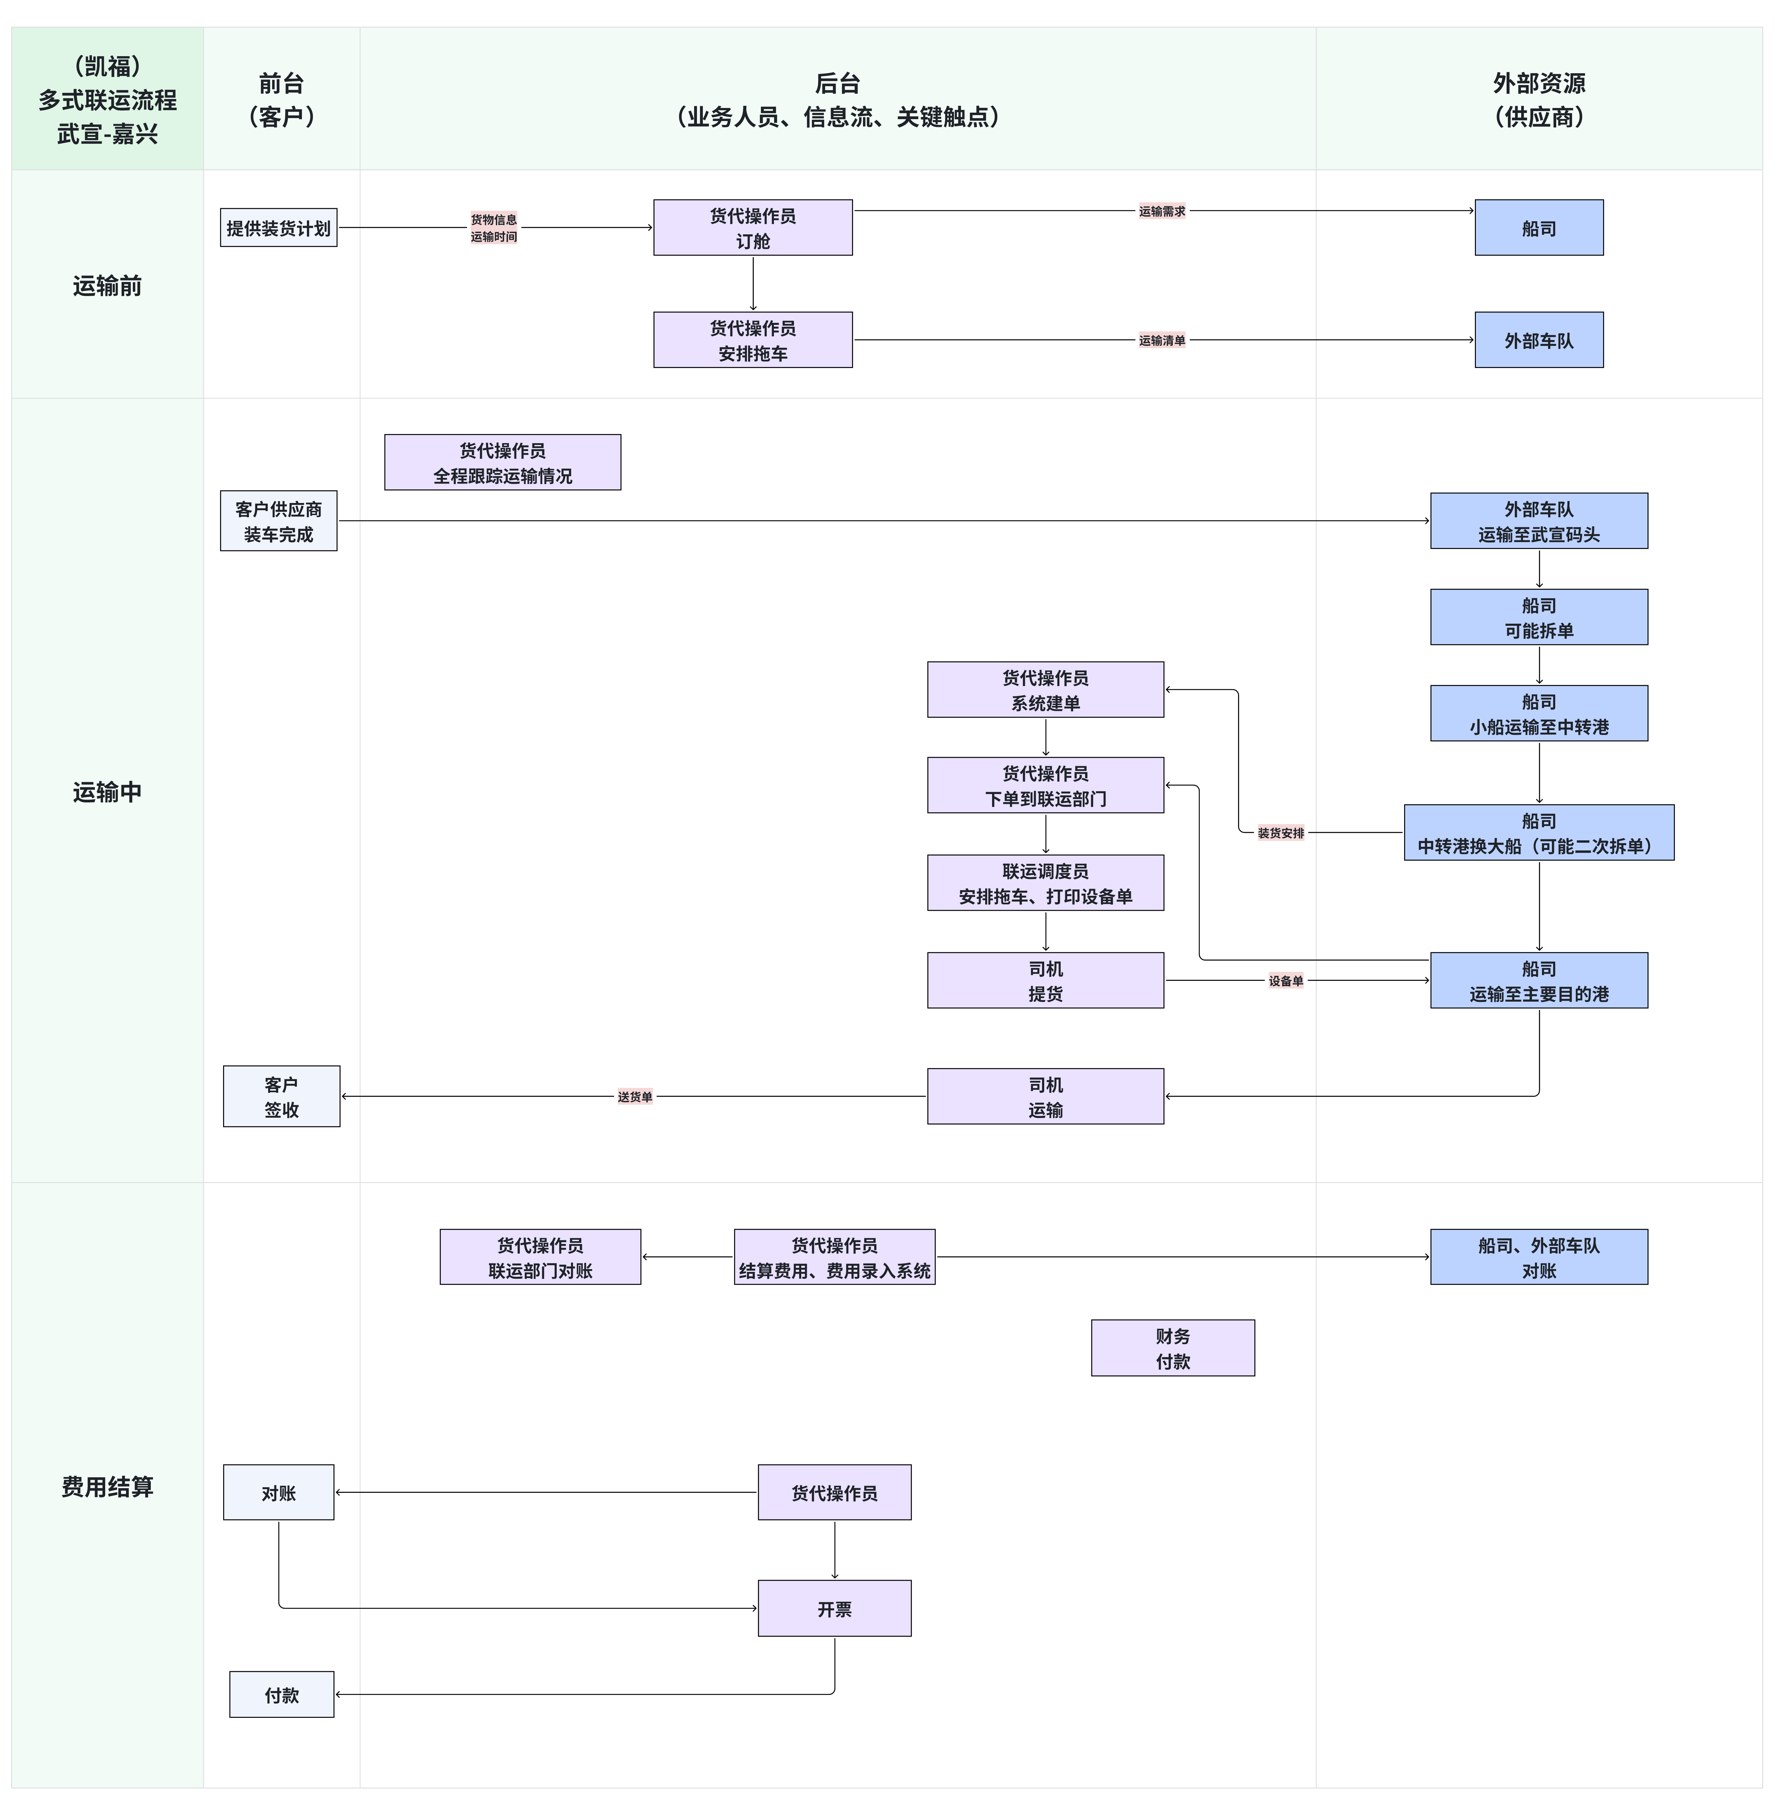 （凯福）
多式联运流程
武宣-嘉兴
前台
（客户）
后台
（业务人员、信息流、关键触点）
外部资源
（供应商）
运输前
提供装货计划
货物信息
运输时间
货代操作员
订舱
运输需求
船司
货代操作员
安排拖车
运输清单
外部车队
运输中
货代操作员
全程跟踪运输情况
客户供应商
装车完成
外部车队
运输至武宣码头
船司
可能拆单
货代操作员
系统建单
船司
小船运输至中转港
货代操作员
下单到联运部门
装货安排
船司
中转港换大船（可能二次拆单）
联运调度员
安排拖车、打印设备单
司机
提货
设备单
船司
运输至主要目的港
客户
签收
送货单
司机
运输
费用结算
货代操作员
联运部门对账
货代操作员
结算费用、费用录入系统
船司、外部车队
对账
财务
付款
对账
货代操作员
开票
付款